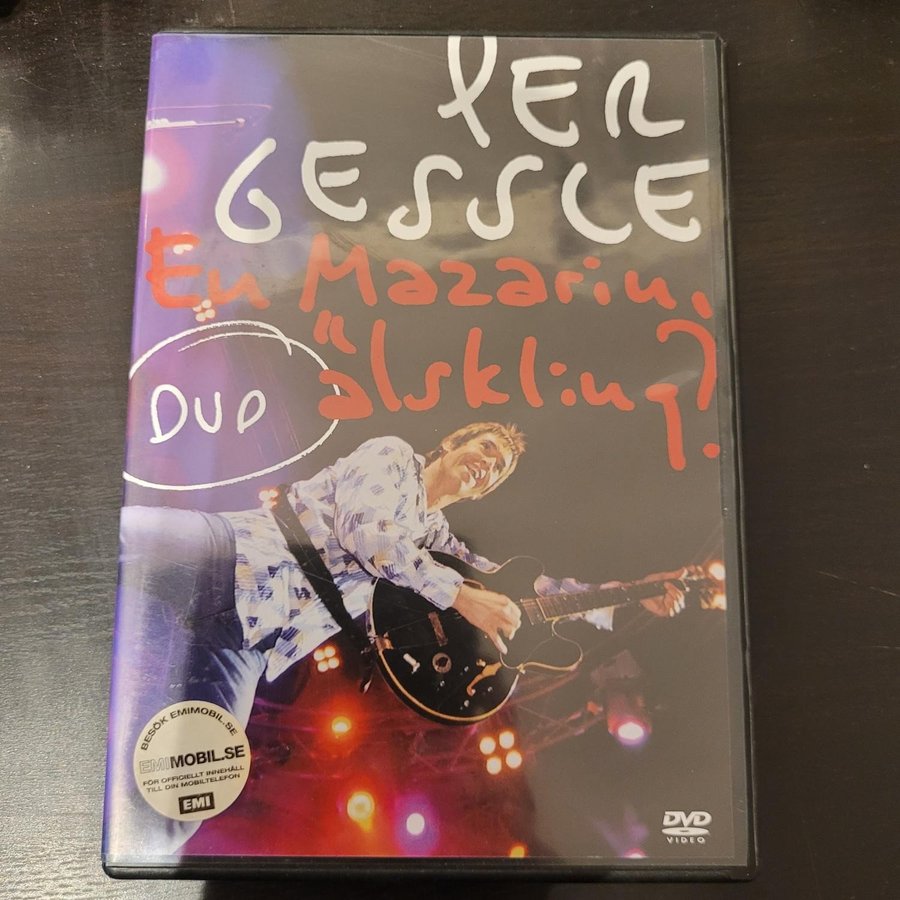 PER
GESSLE
En Mazarin,
älskling?
DVD
BESÖK EMIMOBIL.SE
EMIMOBIL.SE
FÖR OFFICIELLT INNEHÅLL
TILL DIN MOBILTELEFON
EMI
DVD
VIDEO